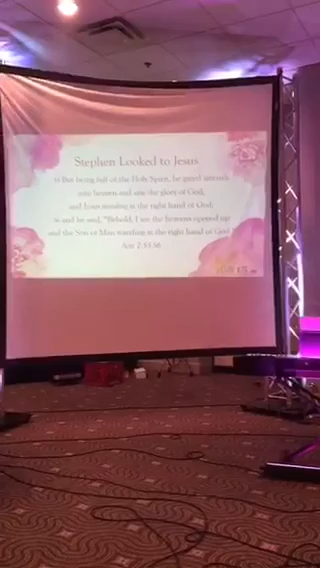 Stephen Looked to Jesus
55 But being full of the Holy Spirit, he gazed intently
into heaven and saw the glory of God,
and Jesus standing at the right hand of God;
56 and he said, "Behold, I see the heavens opened up
and the Son of Man standing at the right hand of God."
Acts 7:55-56